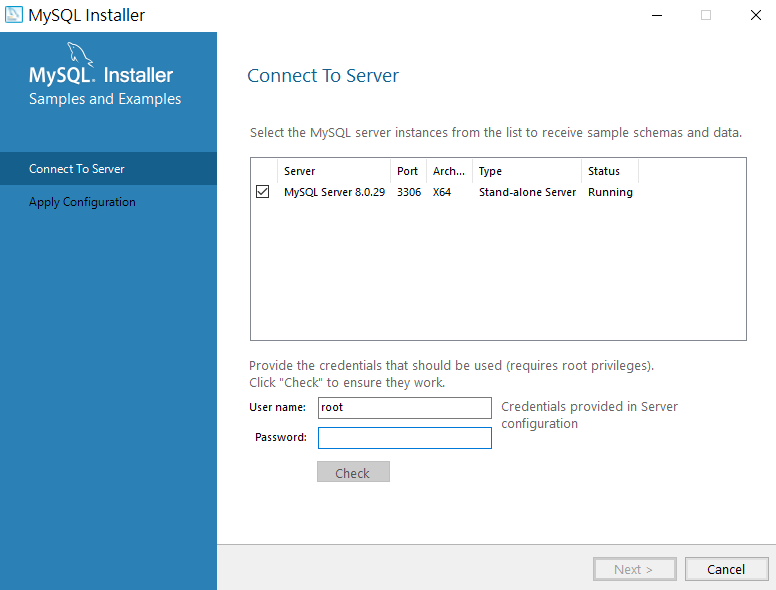 MySQL Installer
MySQL. Installer
Samples and Examples
Connect To Server
Apply Configuration
Connect To Server
Select the MySQL server instances from the list to receive sample schemas and data.
Server Port Arch... Type Status
MySQL Server 8.0.29 3306 X64 Stand-alone Server Running
Provide the credentials that should be used (requires root privileges).
Click "Check" to ensure they work.
User name: root
Credentials provided in Server
configuration
Password:
Check
Next >
Cancel